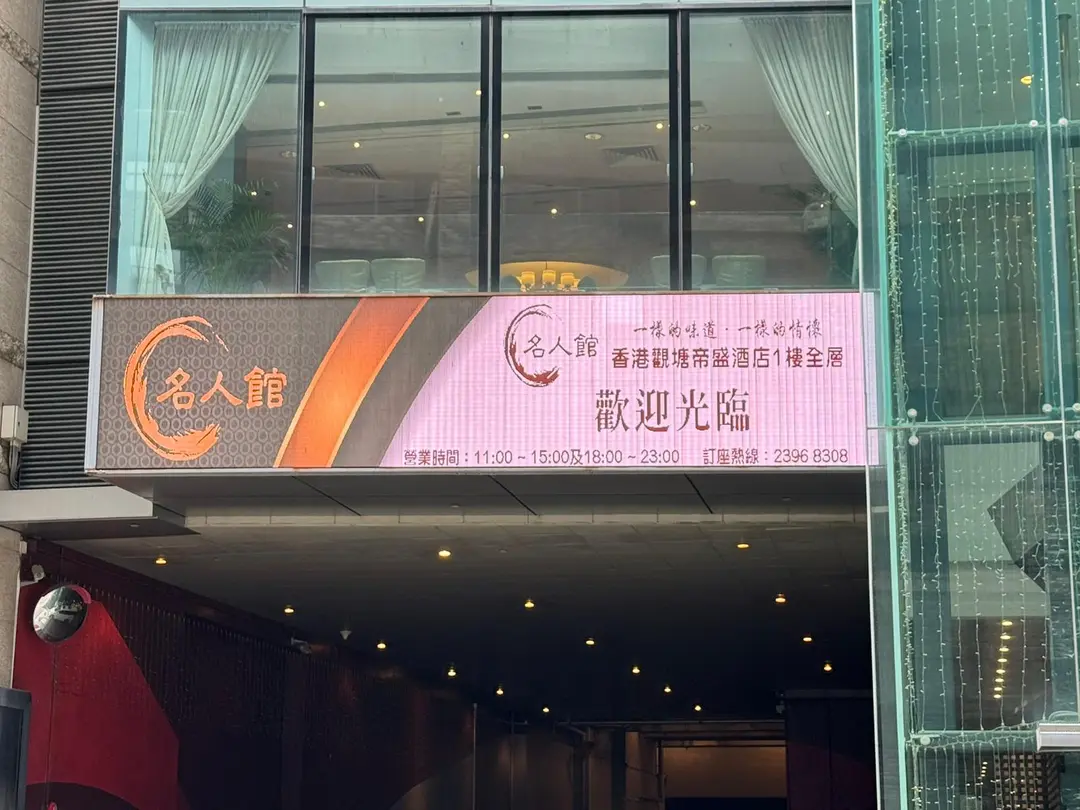 名人館
名人館
一樣的味道·一樣的情懷
香港觀塘帝盛酒店1樓全層
歡迎光臨
營業時間：11:00 ~ 15:00及18:00 ~ 23:00 訂座熱線：2396 8308